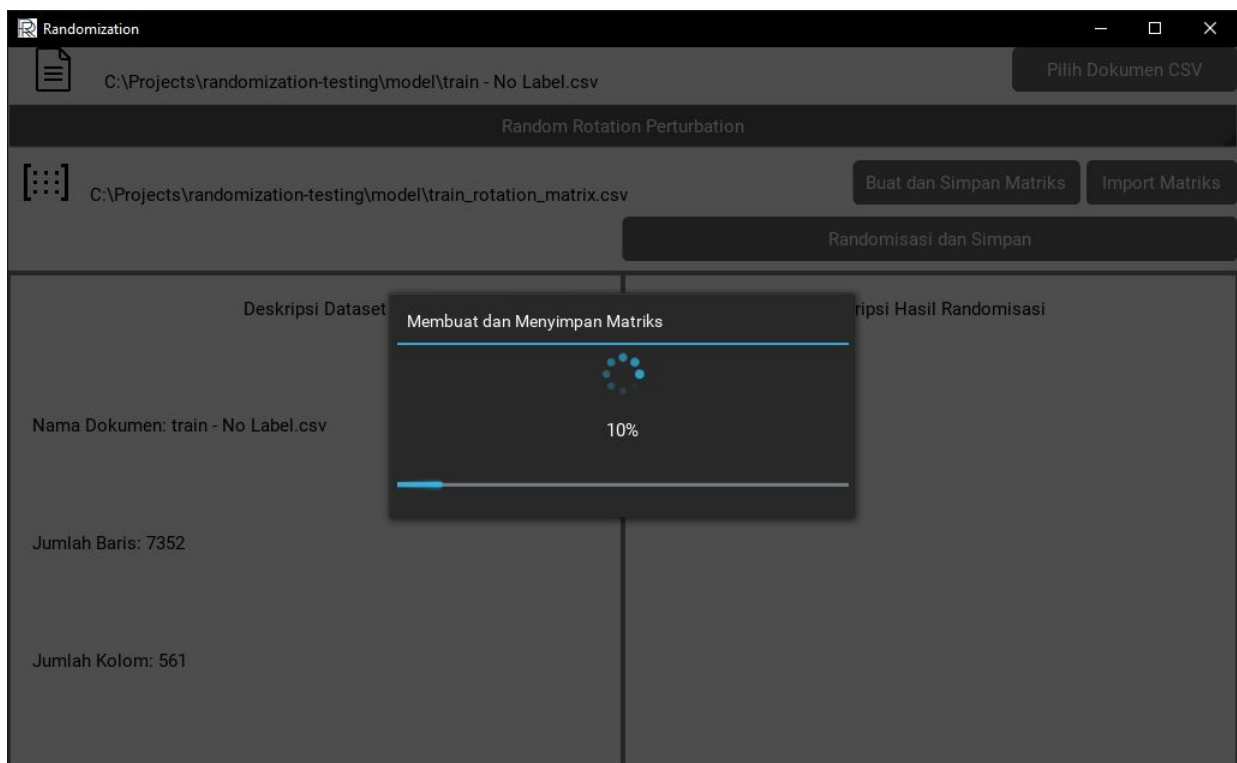 Randomization
C:\Projects\randomization-testing\model\train - No Label.csv
Pilih Dokumen CSV
Random Rotation Perturbation
C:\Projects\randomization-testing\model\train_rotation_matrix.csv
Buat dan Simpan Matriks
Import Matriks
Randomisasi dan Simpan
Deskripsi Dataset
ripsi Hasil Randomisasi
Membuat dan Menyimpan Matriks
10%
Nama Dokumen: train - No Label.csv
Jumlah Baris: 7352
Jumlah Kolom: 561